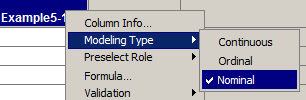 Example5-1
Column Info...
Modeling Type
Preselect Role
Formula...
Validation
Continuous
Ordinal
Nominal